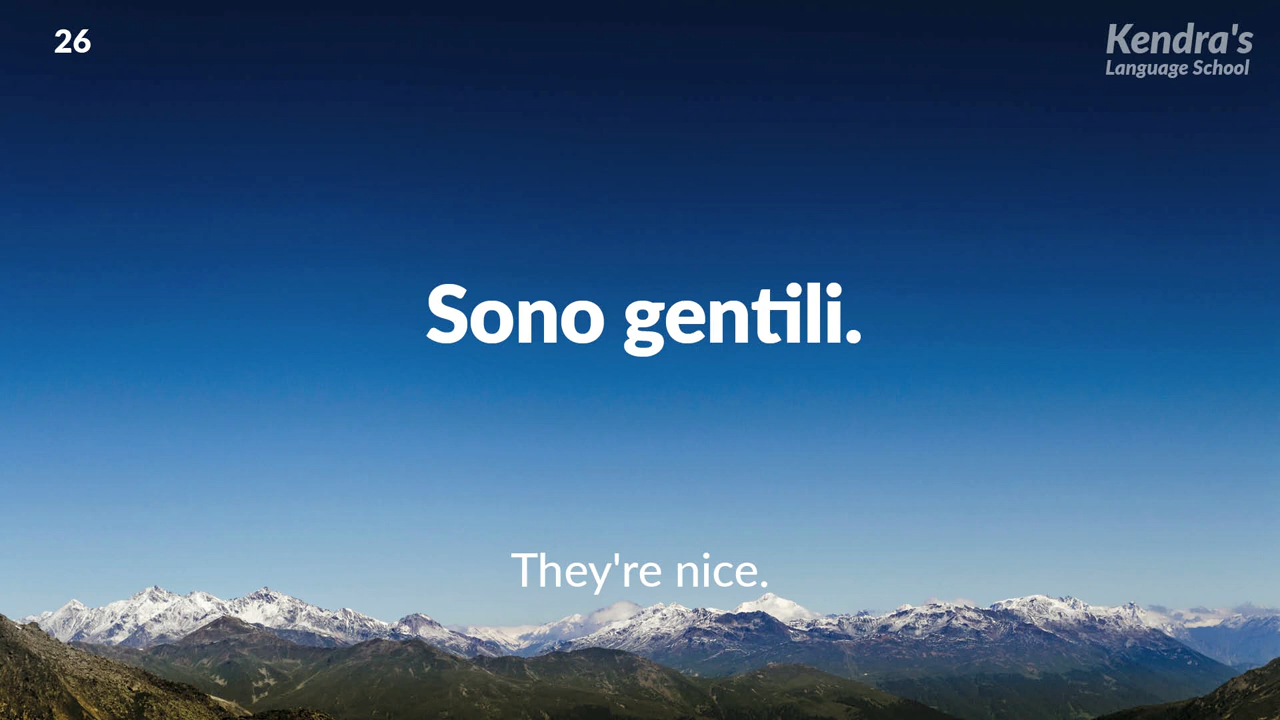 26
Kendra's
Language School
Sono gentili.
They're nice.